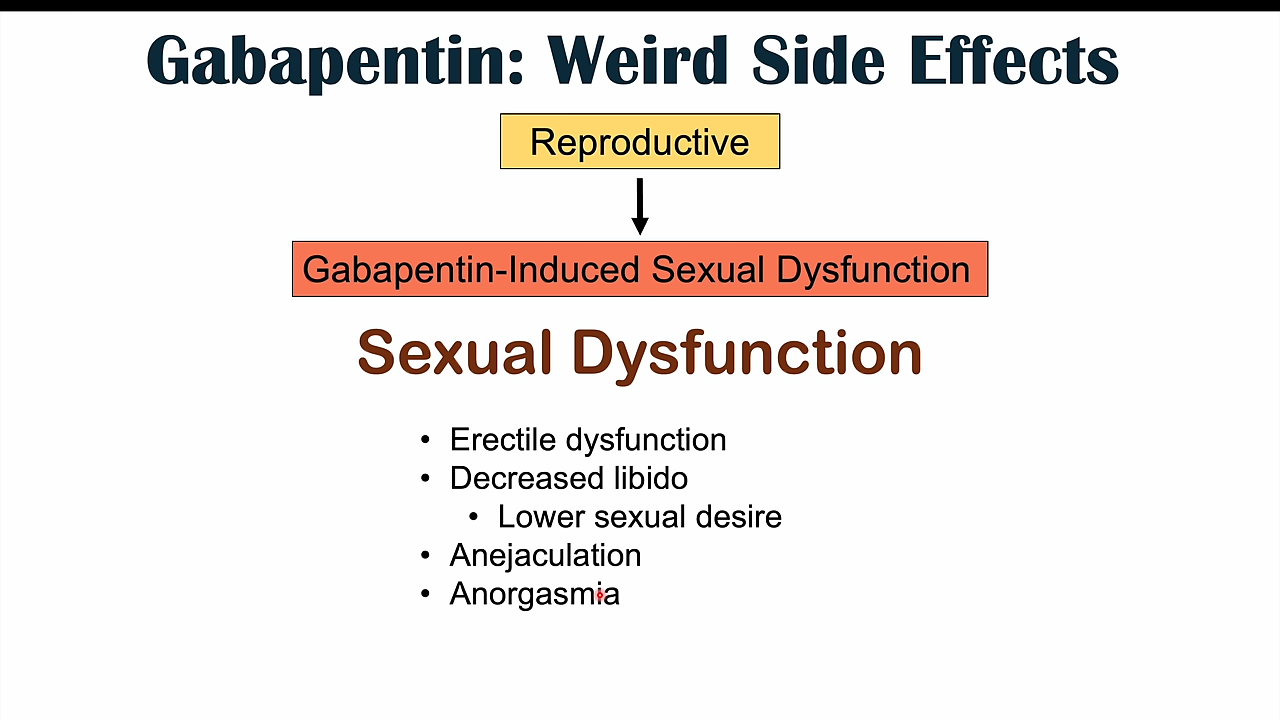 Gabapentin: Weird Side Effects
Reproductive
Gabapentin-Induced Sexual Dysfunction
Sexual Dysfunction
• Erectile dysfunction
• Decreased libido
• Lower sexual desire
• Anejaculation
• Anorgasmia